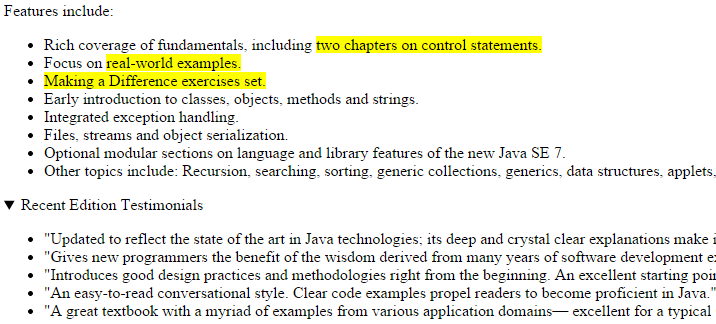 Features include:
Rich coverage of fundamentals, including two chapters on control statements.
Focus on real-world examples.
Making a Difference exercises set.
Early introduction to classes, objects, methods and strings.
Integrated exception handling.
Files, streams and object serialization.
Optional modular sections on language and library features of the new Java SE 7.
Other topics include: Recursion, searching, sorting, generic collections, generics, data structures, applets,
Recent Edition Testimonials
"Updated to reflect the state of the art in Java technologies; its deep and crystal clear explanations make
"Gives new programmers the benefit of the wisdom derived from many years of software development
"Introduces good design practices and methodologies right from the beginning. An excellent starting
"An easy-to-read conversational style. Clear code examples propel readers to become proficient in Java."
"A great textbook with a myriad of examples from various application domains— excellent for a typical